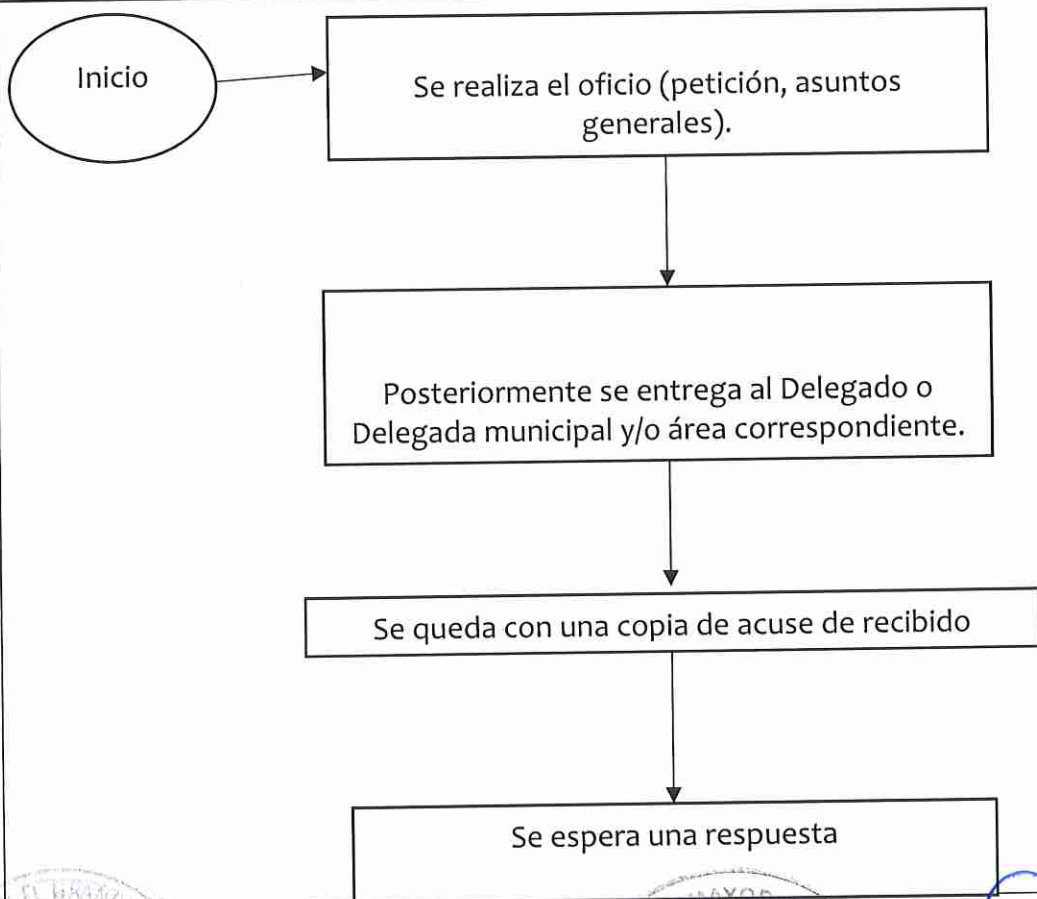 Inicio
Se realiza el oficio (petición, asuntos
generales).
Posteriormente se entrega al Delegado o
Delegada municipal y/o área correspondiente.
Se queda con una copia de acuse de recibido
Se espera una respuesta